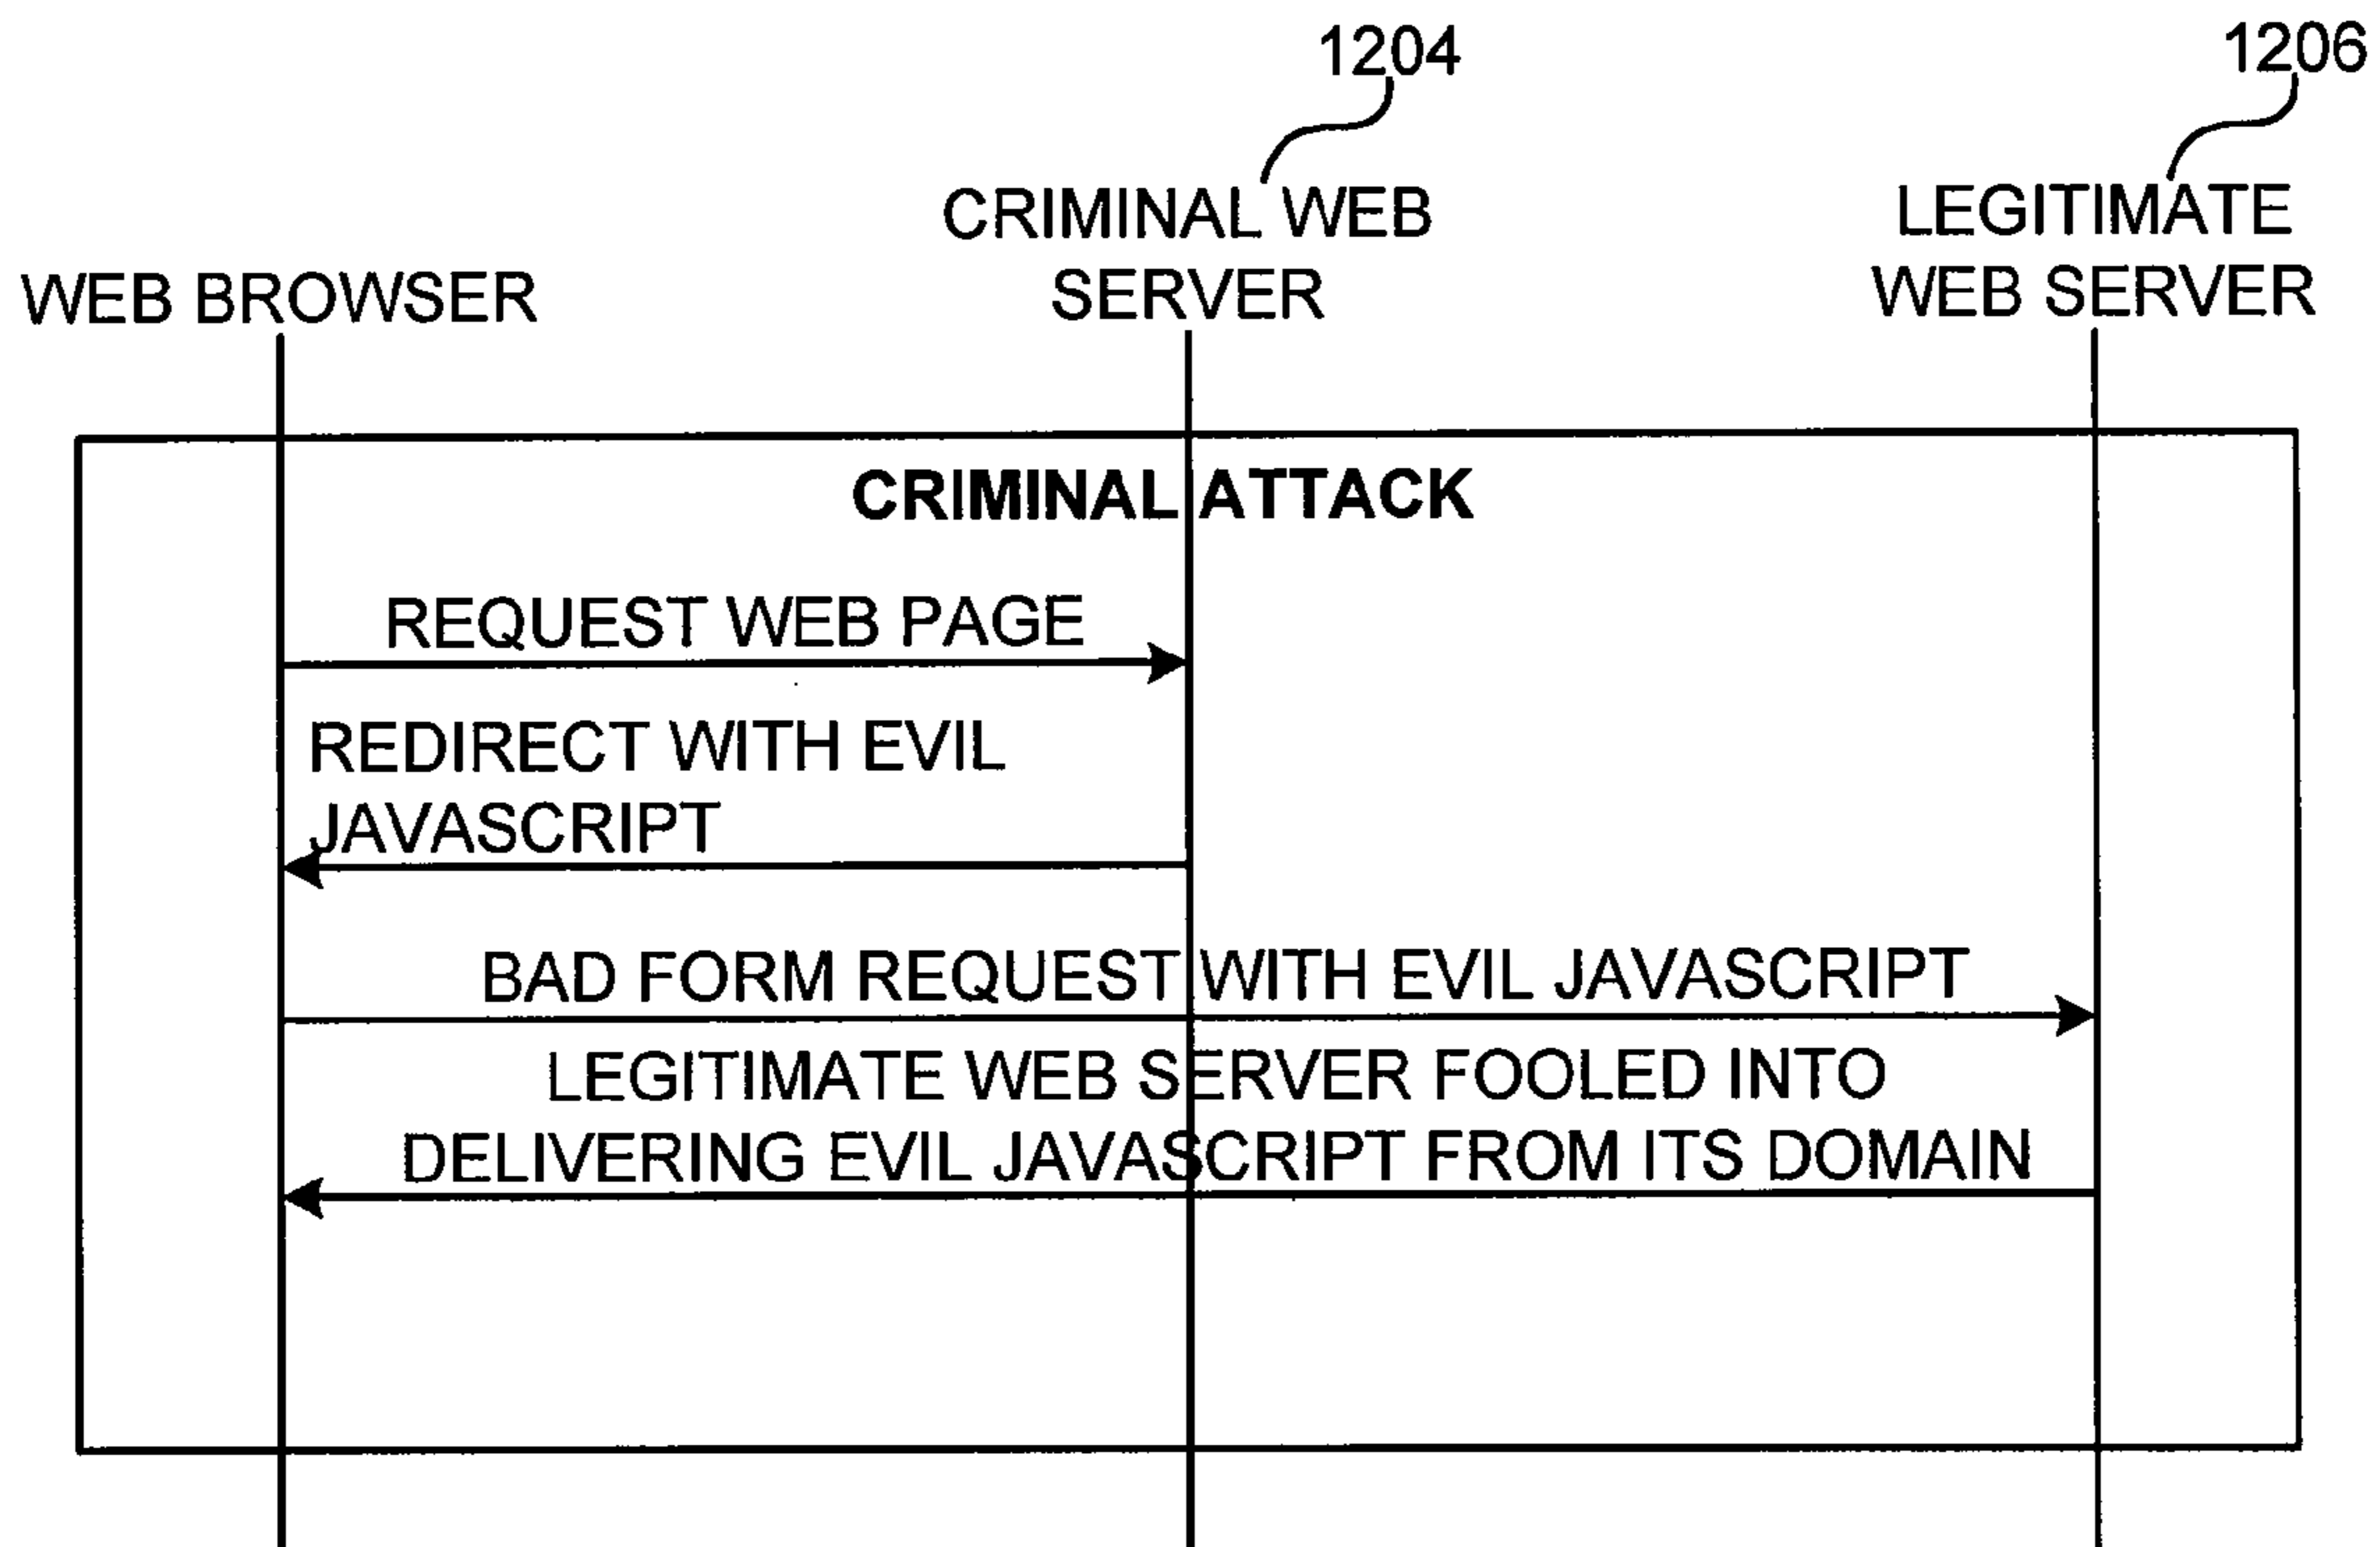 1204
1206
CRIMINAL WEB
SERVER
LEGITIMATE
WEB SERVER
WEB BROWSER
CRIMINAL ATTACK
REQUEST WEB PAGE
REDIRECT WITH EVIL
JAVASCRIPT
BAD FORM REQUEST WITH EVIL JAVASCRIPT
LEGITIMATE WEB SERVER FOOLED INTO
DELIVERING EVIL JAVASCRIPT FROM ITS DOMAIN